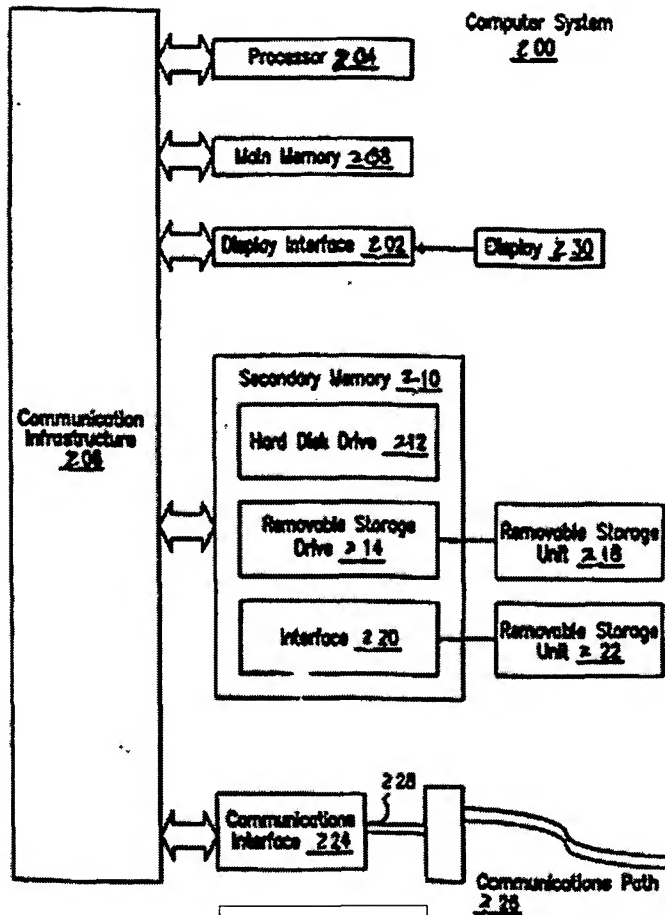 Computer System
200
Processor 204
Main Memory 208
Display Interface 202
Display 230
Secondary Memory 210
Hard Disk Drive 212
Communication
Infrastructure
206
Removable Storage
Drive 214
Removable Storage
Unit 218
Interface 220
Removable Storage
Unit 222
228
Communications
Interface 224
Communications Path
226